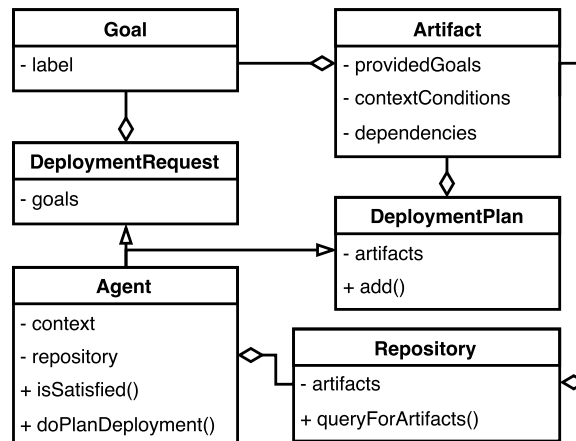 Goal
- label
Artifact
- providedGoals
- contextConditions
- dependencies
DeploymentRequest
- goals
DeploymentPlan
- artifacts
+ add()
Agent
- context
- repository
+ isSatisfied()
+ doPlanDeployment()
Repository
- artifacts
+ queryForArtifacts()